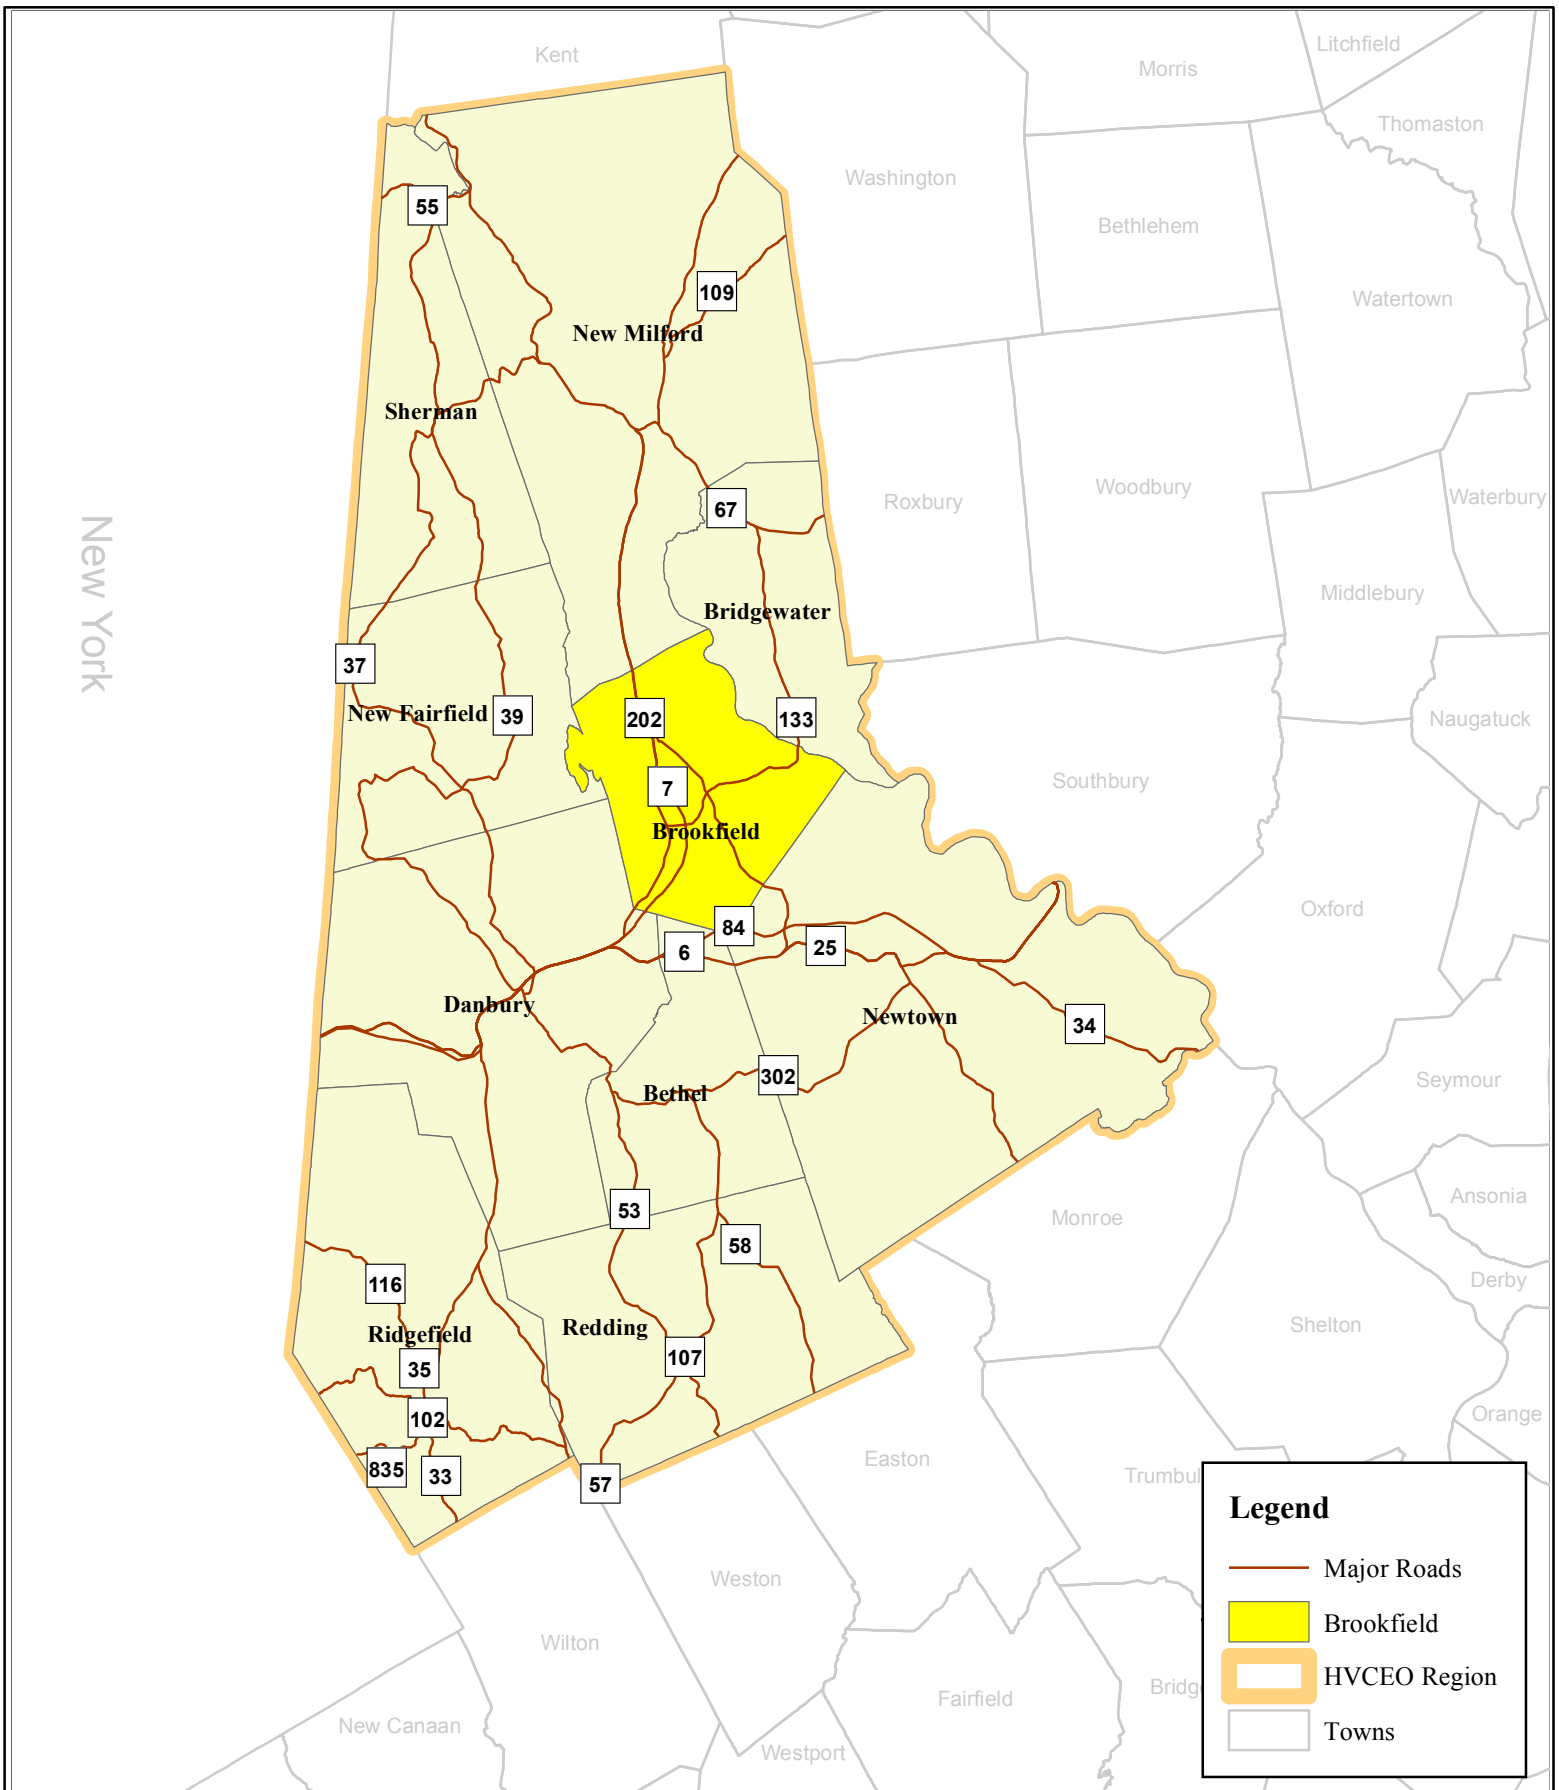 Kent
Litchfield
Morris
Thomaston
Washington
55
Bethlehem
109
Watertown
New Milford
Sherman
Woodbury
Waterbury
Roxbury
67
New York
Middlebury
Bridgewater
37
New Fairfield
39
202
133
Naugatuck
Southbury
7
Brookfield
Oxford
84
6
25
Danbury
Newtown
34
302
Seymour
Bethel
Ansonia
53
Monroe
58
116
Derby
Ridgefield
Redding
Shelton
107
35
102
Orange
Easton
835
33
57
Trumbul
Legend
Major Roads
Weston
Brookfield
Wilton
HVCEO Region
Bridg
Fairfield
New Canaan
Towns
Westport